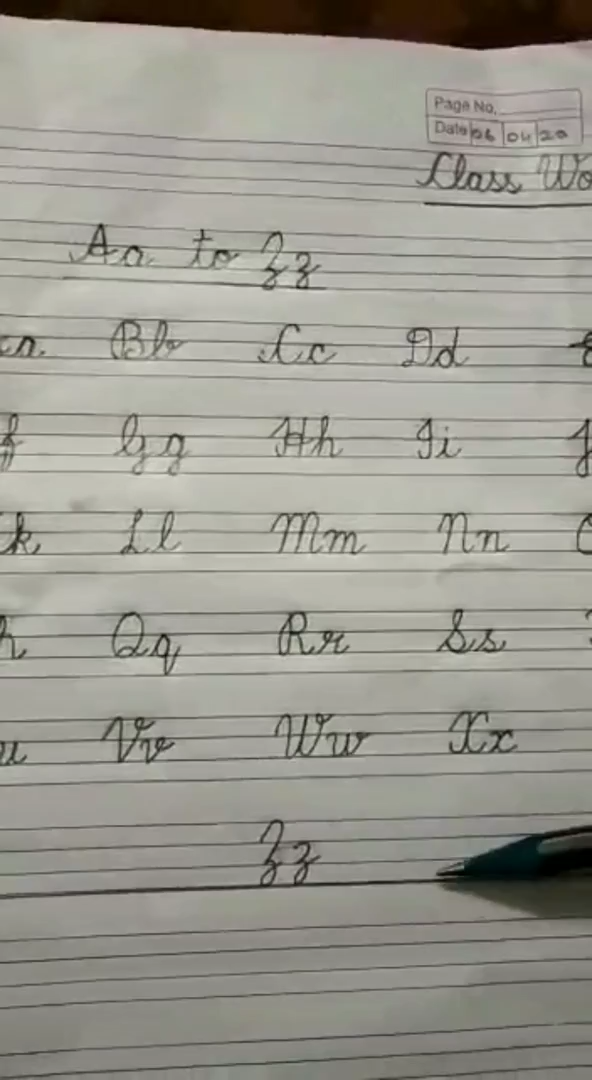 Page No.
Date 06 04 20
Class Wo
Aa to Zz
Bb Cc Dd
Gg Hh Ii
k Ll Mm Nn
Qq Rr Ss
u Vv Ww Xx
Zz